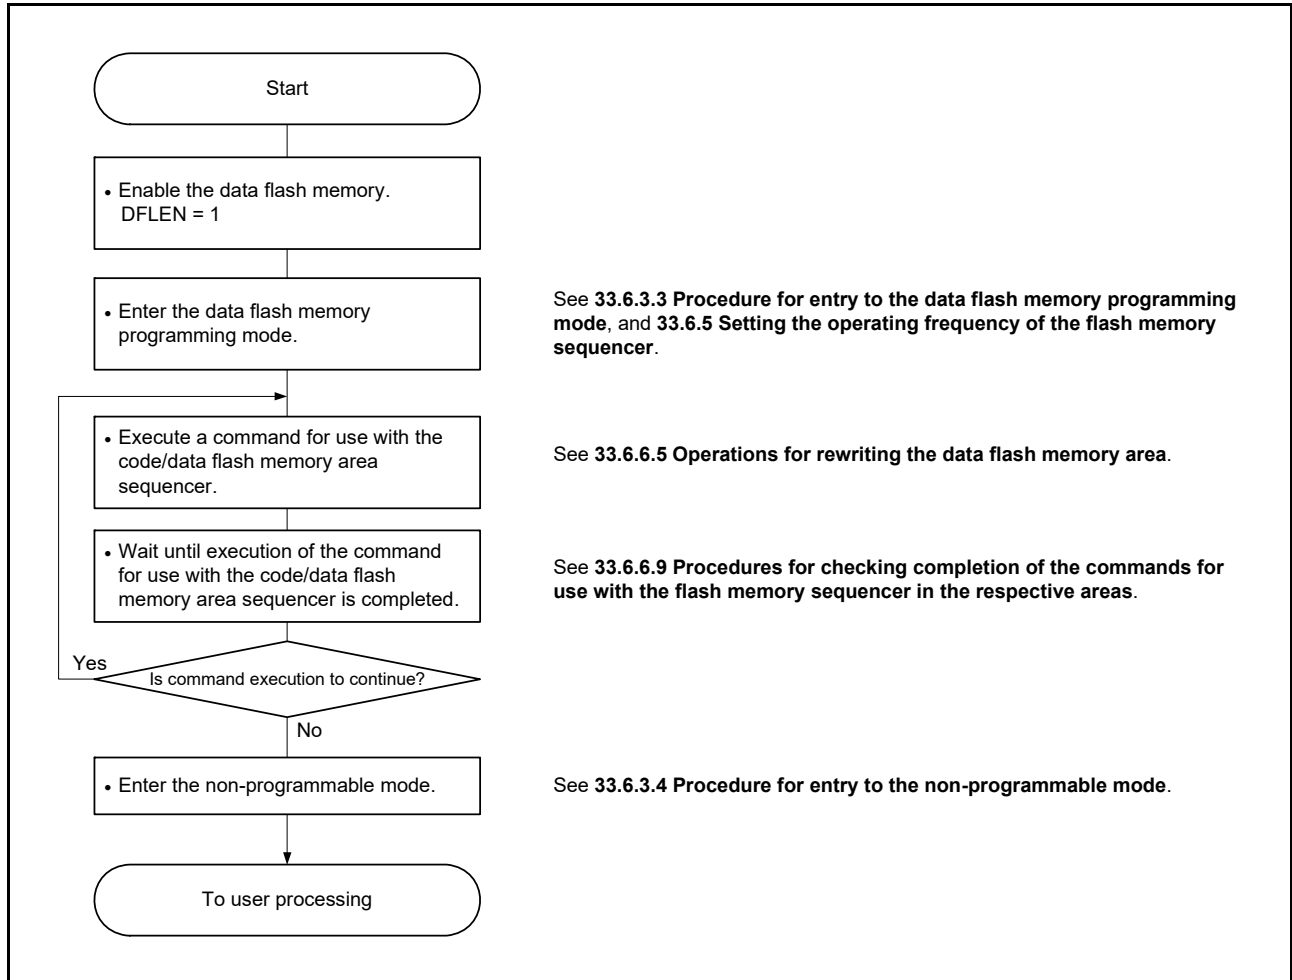 Start
• Enable the data flash memory.
DFLEN = 1
• Enter the data flash memory
programming mode.
See 33.6.3.3 Procedure for entry to the data flash memory programming
mode, and 33.6.5 Setting the operating frequency of the flash memory
sequencer.
• Execute a command for use with the
code/data flash memory area
sequencer.
See 33.6.6.5 Operations for rewriting the data flash memory area.
• Wait until execution of the command
for use with the code/data flash
memory area sequencer is completed.
See 33.6.6.9 Procedures for checking completion of the commands for
use with the flash memory sequencer in the respective areas.
Yes
Is command execution to continue?
No
• Enter the non-programmable mode.
See 33.6.3.4 Procedure for entry to the non-programmable mode.
To user processing